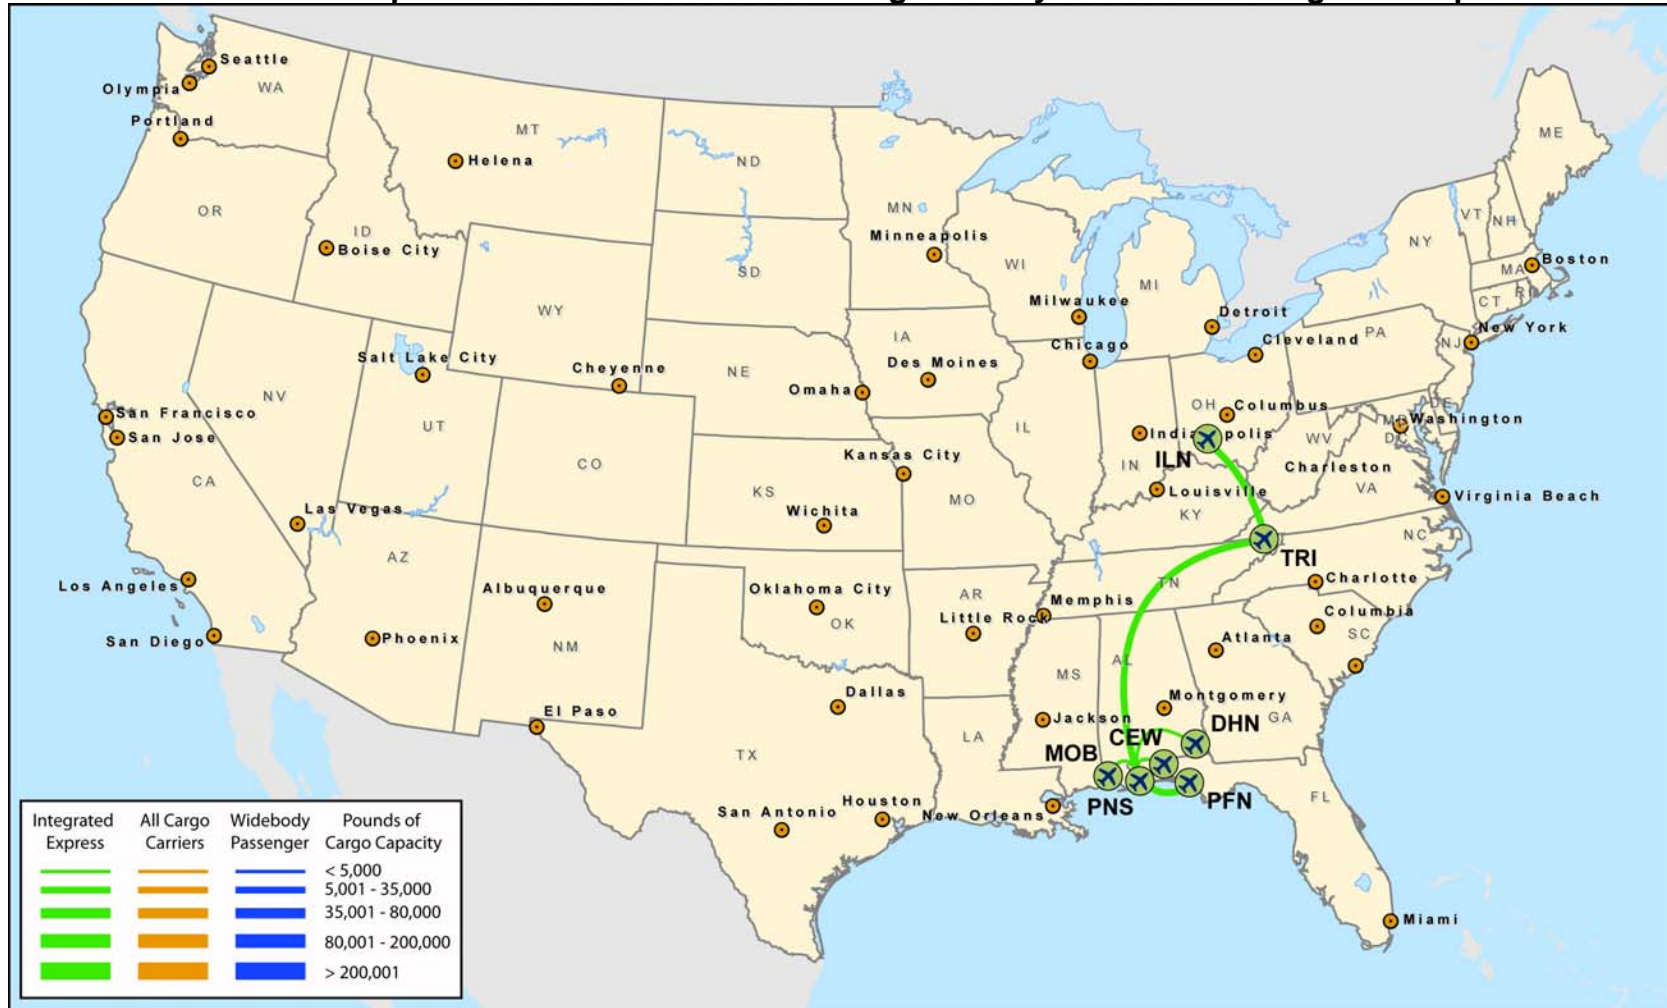 Seattle
WA
Olympia
Portland
MT
ME
Helena
ND
OR
MN
VT
NH
ID
Boise City
Minneapolis
NY
WI
Boston
SD
MA
MI
RI
CT
WY
Milwaukee
Detroit
New York
IA
PA
Cleveland
NJ
Chicago
Salt Lake City
Des Moines
Cheyenne
NE
Omaha
NV
OH
Columbus
DE
San Francisco
MD
Washington
UT
IL
Indianapolis
WV
DC
San Jose
Kansas City
ILN
CO
IN
Charleston
CA
KS
MO
Louisville
VA
Virginia Beach
Las Vegas
Wichita
KY
NC
AZ
TRI
Los Angeles
Albuquerque
Oklahoma City
TN
Charlotte
AR
Memphis
Little Rock
OK
Columbia
San Diego
Phoenix
NM
Atlanta
SC
AL
MS
Dallas
Montgomery
El Paso
Jackson
DHN
GA
LA
CEW
TX
MOB
PNS
PFN
FL
San Antonio
Houston
New Orleans
Miami
Integrated Express
All Cargo Carriers
Widebody Passenger
Pounds of Cargo Capacity
< 5,000
5,001 - 35,000
35,001 - 80,000
80,001 - 200,000
> 200,001